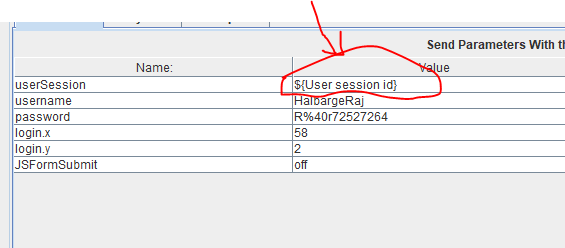 Send Parameters With th
Name: Value
userSession ${User session id}
username HalbargeRaj
password R%40r72527264
login.x 58
login.y 2
JSFormSubmit off